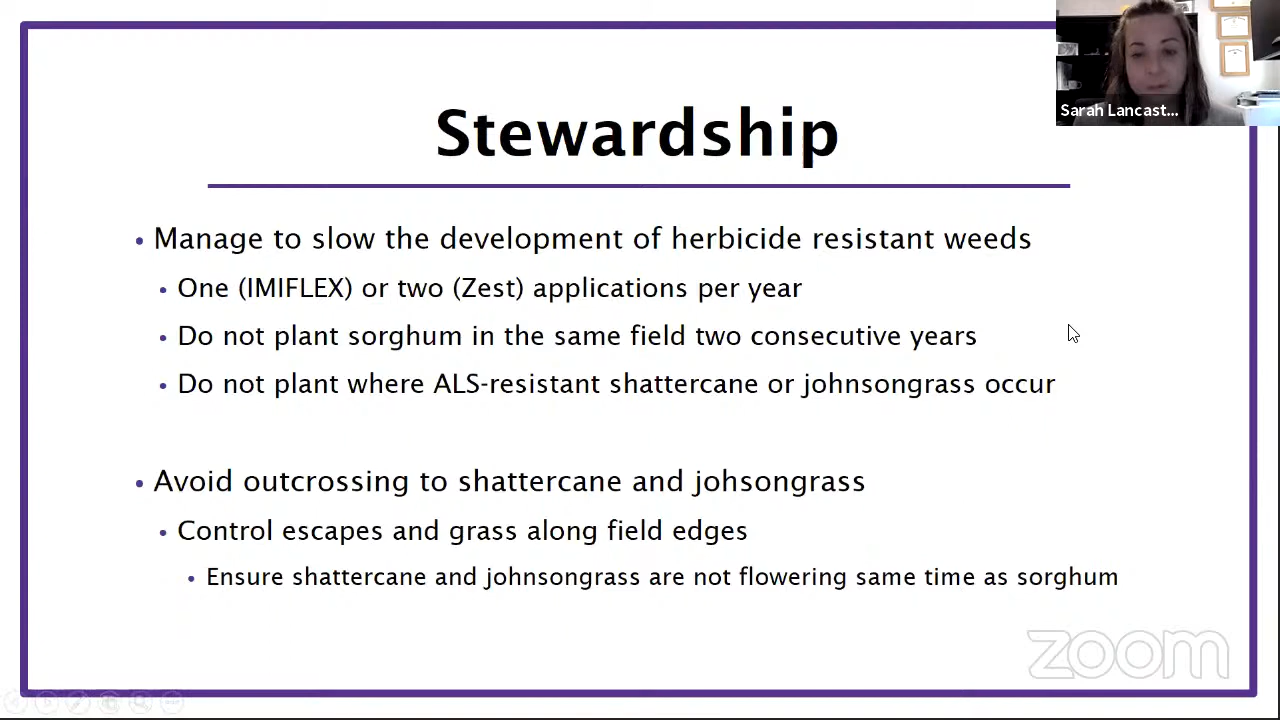 Sarah Lancast...
Stewardship
• Manage to slow the development of herbicide resistant weeds
• One (IMIFLEX) or two (Zest) applications per year
• Do not plant sorghum in the same field two consecutive years
• Do not plant where ALS-resistant shattercane or johnsongrass occur
• Avoid outcrossing to shattercane and johsongrass
• Control escapes and grass along field edges
• Ensure shattercane and johnsongrass are not flowering same time as sorghum
zoom